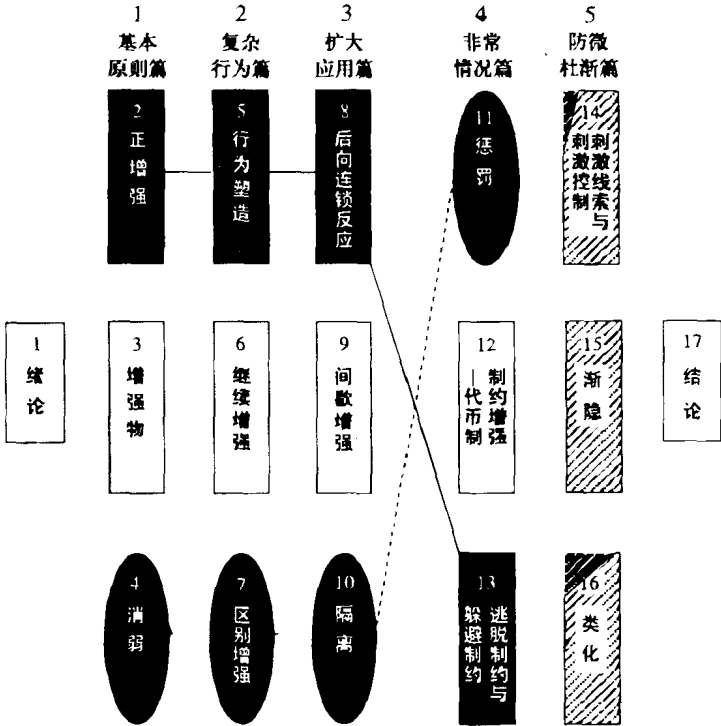 1
基本
原则篇
2
复杂
行为篇
3
扩大
应用篇
4
非常
情况篇
5
防微
杜渐篇
2
正增强
5
行为塑造
8
后向连锁反应
11
惩罚
14
刺激线索与
刺激控制
1
绪论
3
增强物
6
继续增强
9
间歇增强
12
制约增强
—代币制
15
渐隐
17
结论
4
消弱
7
区别增强
10
隔离
13
逃脱制约与
躲避制约
16
类化